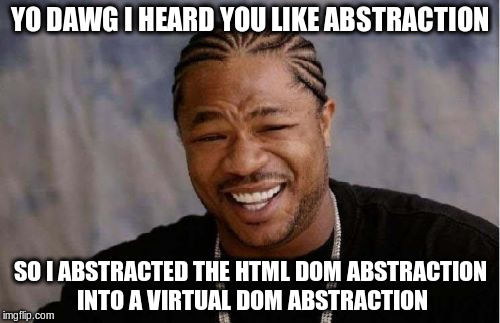 YO DAWG I HEARD YOU LIKE ABSTRACTION
SO I ABSTRACTED THE HTML DOM ABSTRACTION
INTO A VIRTUAL DOM ABSTRACTION
imgflip.com